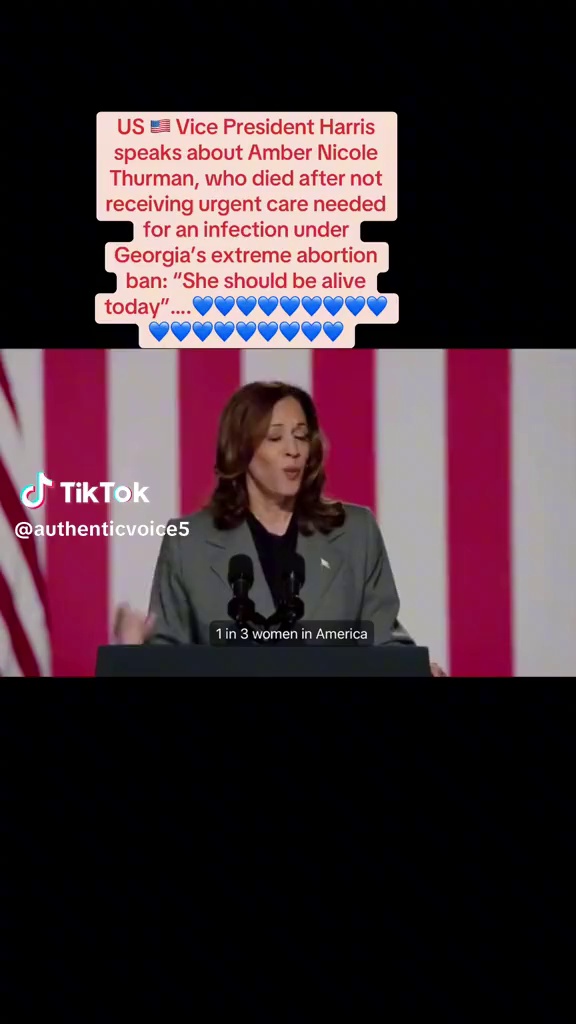 US 🇺🇸 Vice President Harris
speaks about Amber Nicole
Thurman, who died after not
receiving urgent care needed
for an infection under
Georgia’s extreme abortion
ban: “She should be alive
today”....💙💙💙💙💙💙💙💙💙
💙💙💙💙💙💙💙💙💙
TikTok
@authenticvoice5
1 in 3 women in America